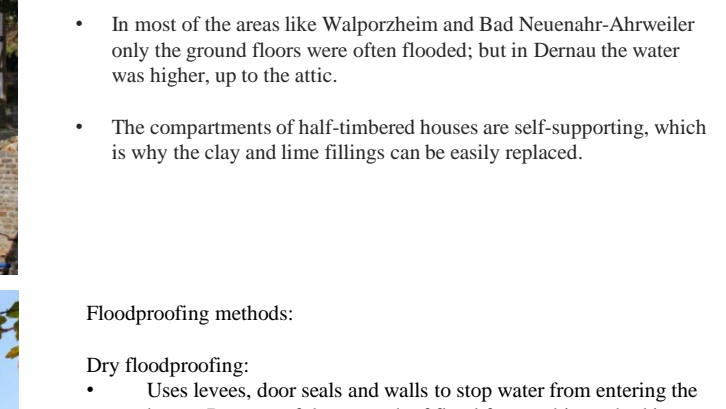 • In most of the areas like Walporzheim and Bad Neuenahr-Ahrweiler
only the ground floors were often flooded; but in Dernau the water
was higher, up to the attic.
• The compartments of half-timbered houses are self-supporting, which
is why the clay and lime fillings can be easily replaced.
Floodproofing methods:
Dry floodproofing:
• Uses levees, door seals and walls to stop water from entering the